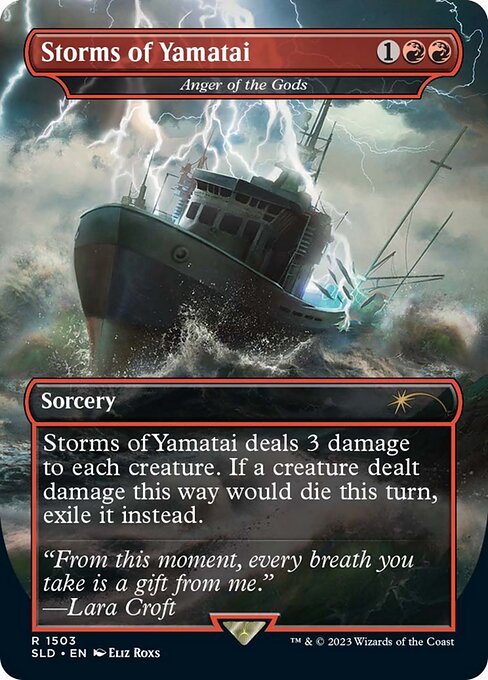 Storms of Yamatai 1
Anger of the Gods
Sorcery
Storms of Yamatai deals 3 damage
to each creature. If a creature dealt
damage this way would die this turn,
exile it instead.
“From this moment, every breath you
take is a gift from me.”
—Lara Croft
R 1503
SLD • EN Eliz Roxs
™ & © 2023 Wizards of the Coast